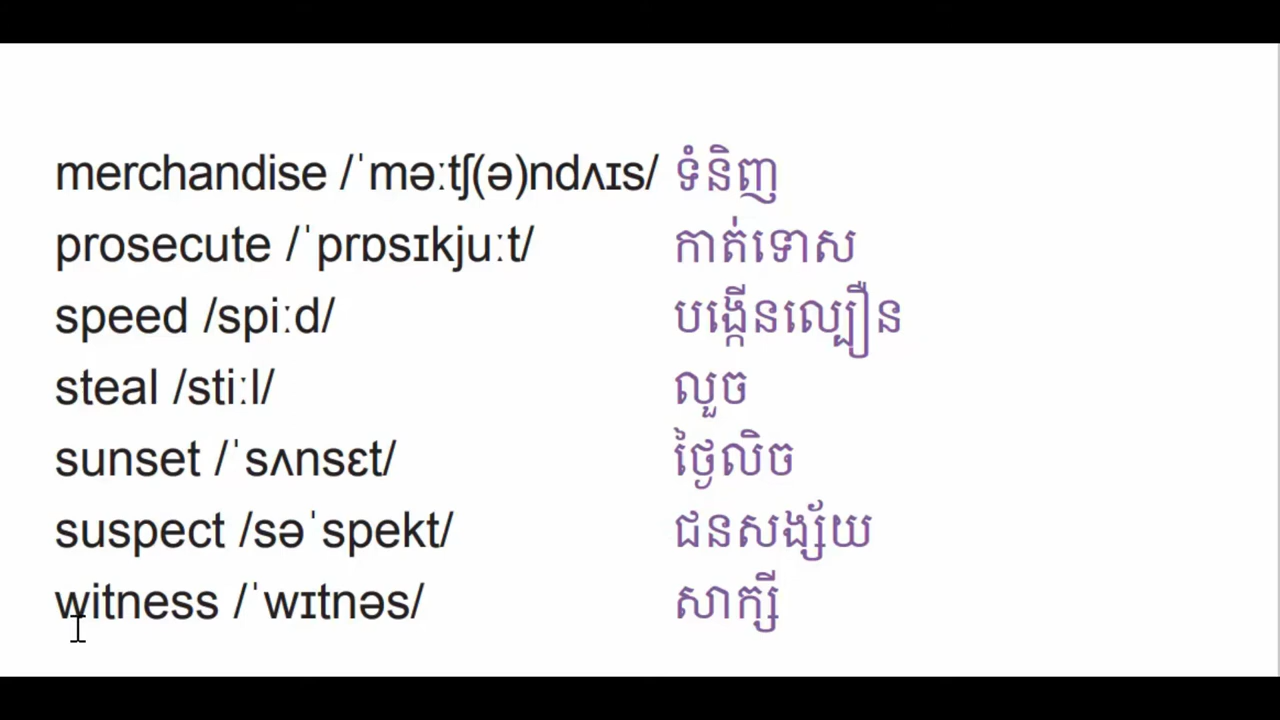 merchandise /ˈməːtʃ(ə)ndʌɪs/ ទំនិញ
prosecute /ˈprɒsɪkjuːt/ កាត់ទោស
speed /spiːd/ បង្កើនល្បឿន
steal /stiːl/ លួច
sunset /ˈsʌnsɛt/ ថ្ងៃលិច
suspect /səˈspekt/ ជនសង្ស័យ
witness /ˈwɪtnəs/ សាក្សី